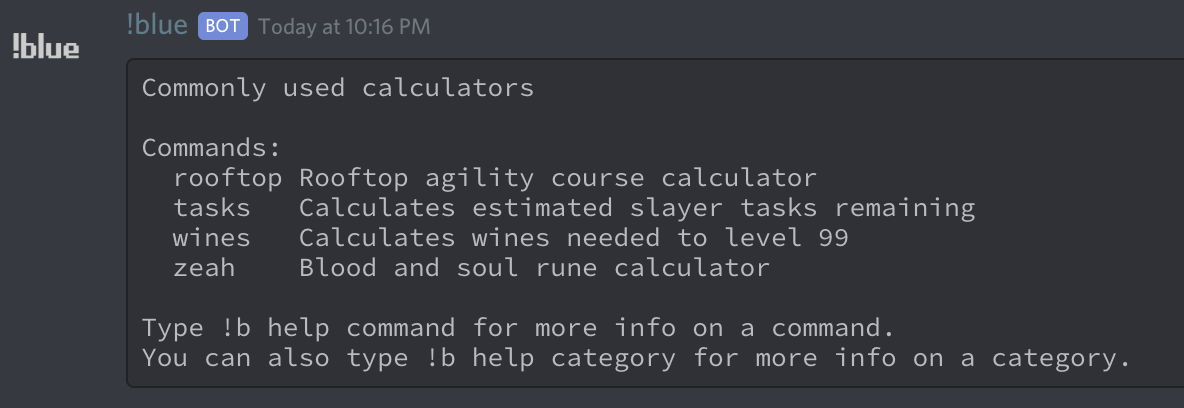 !blue
!blue BOT Today at 10:16 PM
Commonly used calculators
Commands:
rooftop Rooftop agility course calculator
tasks Calculates estimated slayer tasks remaining
wines Calculates wines needed to level 99
zeah Blood and soul rune calculator
Type !b help command for more info on a command.
You can also type !b help category for more info on a category.